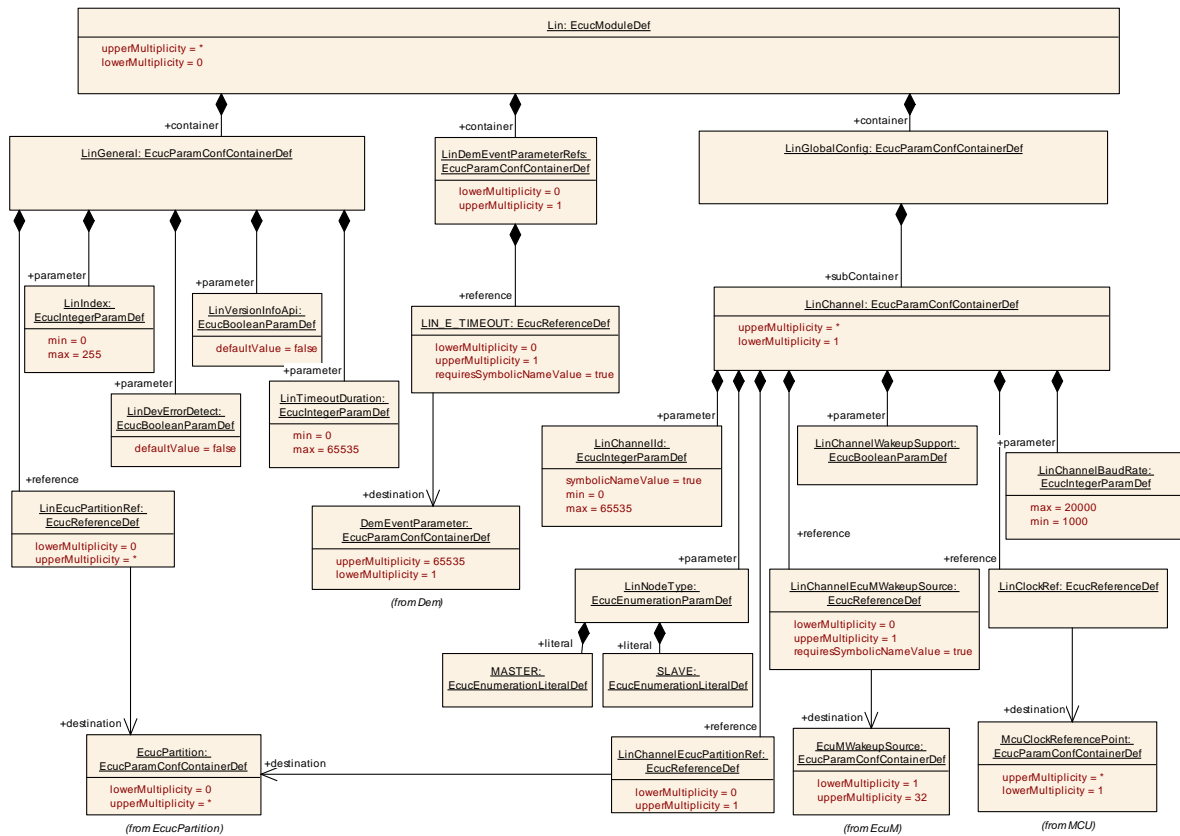 Lin: EcucModuleDef
upperMultiplicity = *
lowerMultiplicity = 0
+container
+container
+container
LinGeneral: EcucParamConfContainerDef
LinDemEventParameterRefs:
EcucParamConfContainerDef
lowerMultiplicity = 0
upperMultiplicity = 1
LinGlobalConfig: EcucParamConfContainerDef
+parameter
+parameter
+reference
+subContainer
LinIndex:
EcucIntegerParamDef
min = 0
max = 255
LinVersionInfoApi:
EcucBooleanParamDef
defaultValue = false
LIN_E_TIMEOUT: EcucReferenceDef
lowerMultiplicity = 0
upperMultiplicity = 1
requiresSymbolicNameValue = true
LinChannel: EcucParamConfContainerDef
upperMultiplicity = *
lowerMultiplicity = 1
+parameter
+parameter
LinDevErrorDetect:
EcucBooleanParamDef
defaultValue = false
LinTimeoutDuration:
EcucIntegerParamDef
min = 0
max = 65535
+parameter
+parameter
+parameter
LinChannelId:
EcucIntegerParamDef
symbolicNameValue = true
min = 0
max = 65535
LinChannelWakeupSupport:
EcucBooleanParamDef
LinChannelBaudRate:
EcucIntegerParamDef
max = 20000
min = 1000
+reference
LinEcucPartitionRef:
EcucReferenceDef
lowerMultiplicity = 0
upperMultiplicity = *
+destination
DemEventParameter:
EcucParamConfContainerDef
upperMultiplicity = 65535
lowerMultiplicity = 1
(from Dem)
+parameter
+reference
+reference
LinNodeType:
EcucEnumerationParamDef
LinChannelEcuMWakeupSource:
EcucReferenceDef
lowerMultiplicity = 0
upperMultiplicity = 1
requiresSymbolicNameValue = true
LinClockRef: EcucReferenceDef
+literal
+literal
MASTER:
EcucEnumerationLiteralDef
SLAVE:
EcucEnumerationLiteralDef
+destination
+reference
+destination
+destination
EcucPartition:
EcucParamConfContainerDef
lowerMultiplicity = 0
upperMultiplicity = *
(from EcucPartition)
+destination
LinChannelEcucPartitionRef:
EcucReferenceDef
lowerMultiplicity = 0
upperMultiplicity = 1
EcuMWakeupSource:
EcucParamConfContainerDef
lowerMultiplicity = 1
upperMultiplicity = 32
(from EcuM)
McuClockReferencePoint:
EcucParamConfContainerDef
upperMultiplicity = *
lowerMultiplicity = 1
(from MCU)